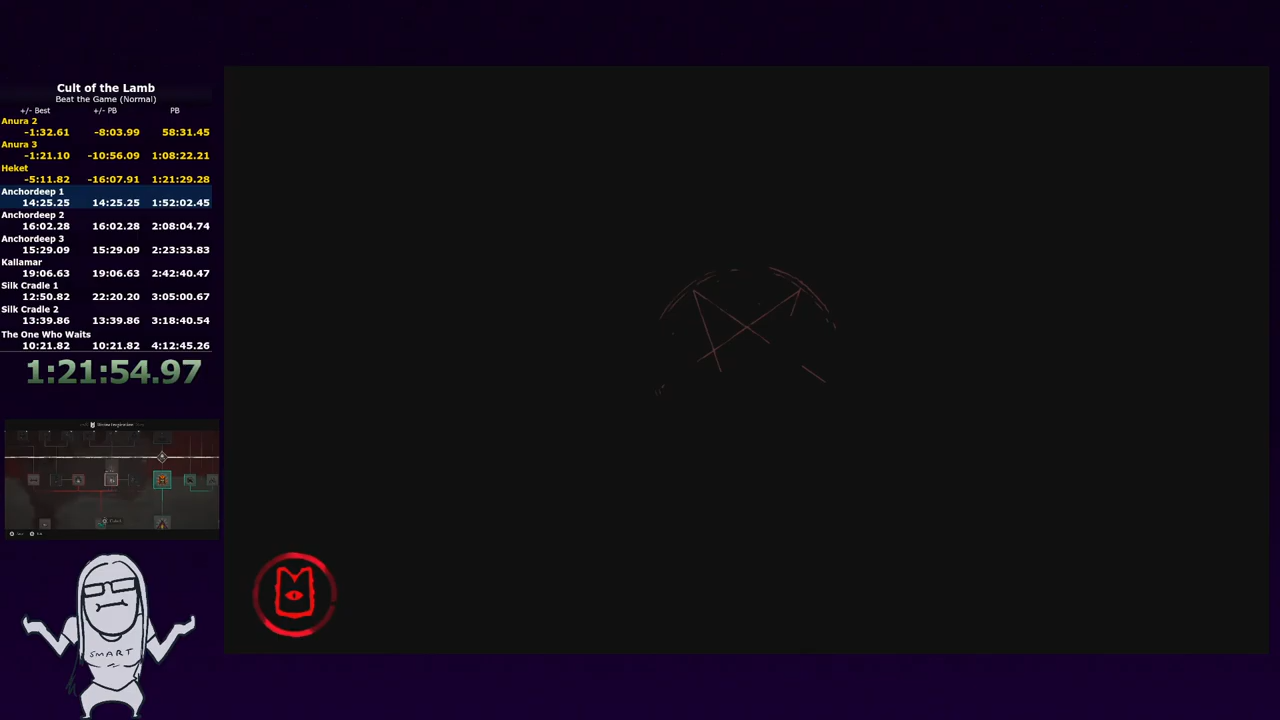 Cult of the Lamb
Beat the Game (Normal)
+/- Best +/- PB PB
Anura 2
-1:32.61 -8:03.99 58:31.45
Anura 3
-1:21.10 -10:56.09 1:08:22.21
Heket
-5:11.82 -16:07.91 1:21:29.28
Anchordeep 1
14:25.25 14:25.25 1:52:02.45
Anchordeep 2
16:02.28 16:02.28 2:08:04.74
Anchordeep 3
15:29.09 15:29.09 2:23:33.83
Kallamar
19:06.63 19:06.63 2:42:40.47
Silk Cradle 1
12:50.82 22:20.20 3:05:00.67
Silk Cradle 2
13:39.86 13:39.86 3:18:40.54
The One Who Waits
10:21.82 10:21.82 4:12:45.26
1:21:54.97
SMART